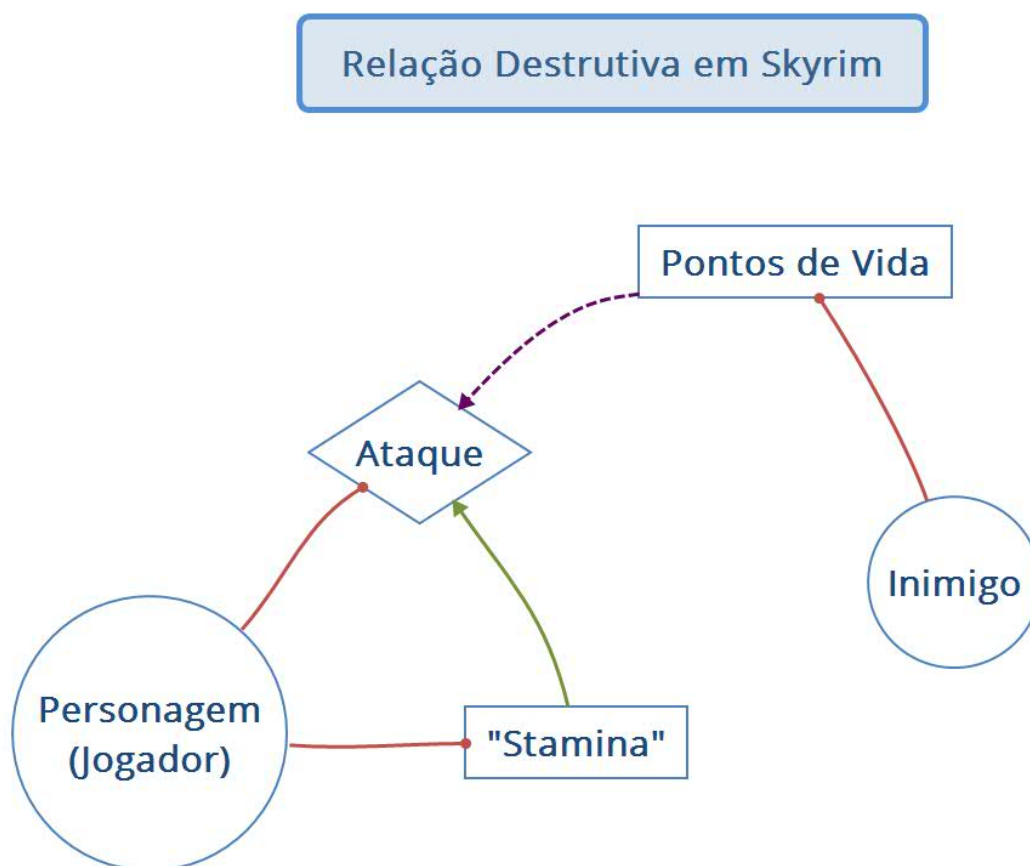 Relação Destrutiva em Skyrim
Pontos de Vida
Ataque
Inimigo
Personagem
(Jogador)
"Stamina"